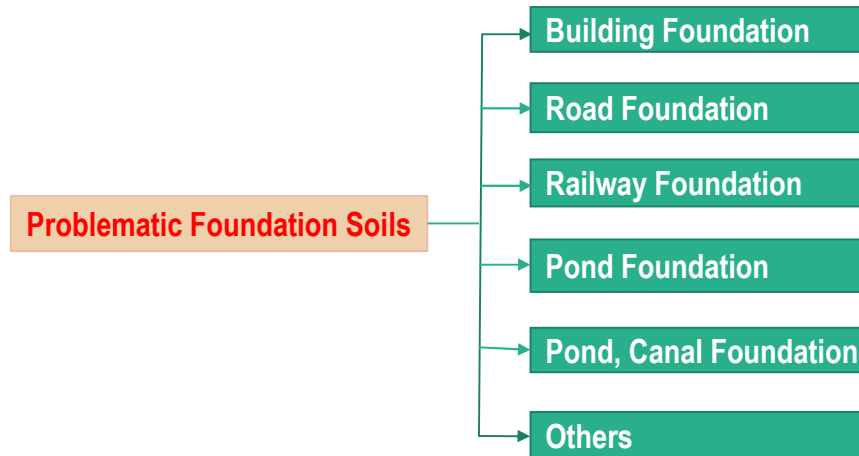 Building Foundation
Road Foundation
Railway Foundation
Problematic Foundation Soils
Pond Foundation
Pond, Canal Foundation
Others